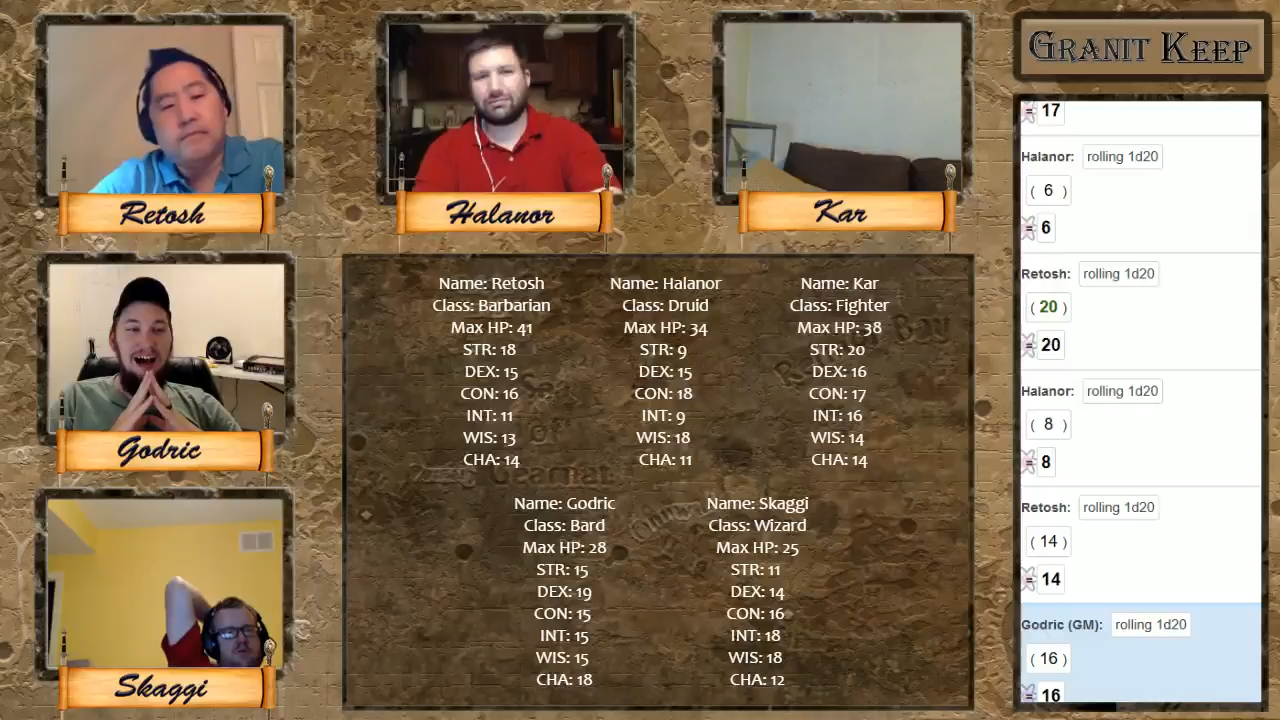 Retosh
Halanor
Kar
Godric
Skaggi
Name: Retosh
Class: Barbarian
Max HP: 41
STR: 18
DEX: 15
CON: 16
INT: 11
WIS: 13
CHA: 14
Name: Halanor
Class: Druid
Max HP: 34
STR: 9
DEX: 15
CON: 18
INT: 9
WIS: 18
CHA: 11
Name: Kar
Class: Fighter
Max HP: 38
STR: 20
DEX: 16
CON: 17
INT: 16
WIS: 14
CHA: 14
Name: Godric
Class: Bard
Max HP: 28
STR: 15
DEX: 19
CON: 15
INT: 15
WIS: 15
CHA: 18
Name: Skaggi
Class: Wizard
Max HP: 25
STR: 11
DEX: 14
CON: 16
INT: 18
WIS: 18
CHA: 12
Granit Keep
= 17
Halanor: rolling 1d20
( 6 )
= 6
Retosh: rolling 1d20
( 20 )
= 20
Halanor: rolling 1d20
( 8 )
= 8
Retosh: rolling 1d20
( 14 )
= 14
Godric (GM): rolling 1d20
( 16 )
= 16